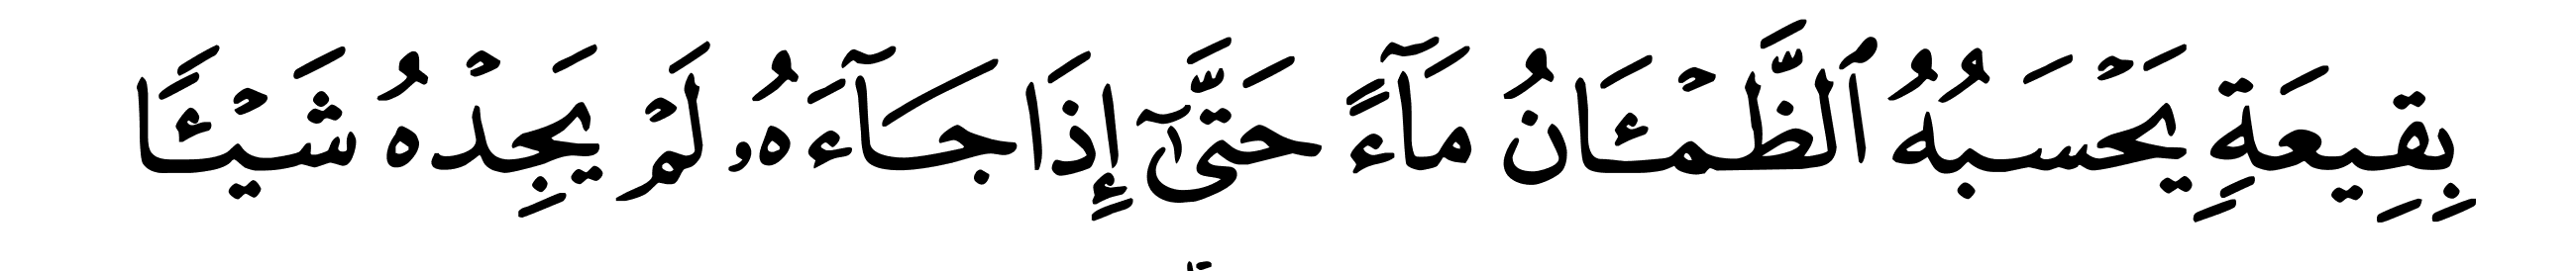 بِقِيعَةٍ يَحْسَبُهُ ٱلظَّمْـَٔانُ مَآءً حَتَّىٰٓ إِذَا جَآءَهُۥ لَمْ يَجِدْهُ شَيْـًٔا